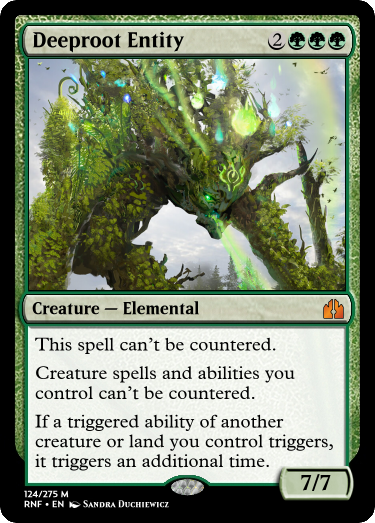 Deeproot Entity 2
Creature — Elemental
This spell can't be countered.
Creature spells and abilities you
control can't be countered.
If a triggered ability of another
creature or land you control triggers,
it triggers an additional time.
7/7
124/275 M
RNF • EN Sandra Duchiewicz